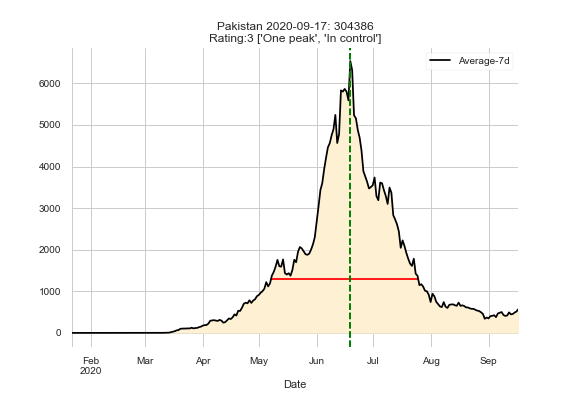 Pakistan 2020-09-17: 304386
Rating:3 ['One peak', 'In control']
Average-7d
6000
5000
4000
3000
2000
1000
0
Feb Mar Apr May Jun Jul Aug Sep
2020
Date